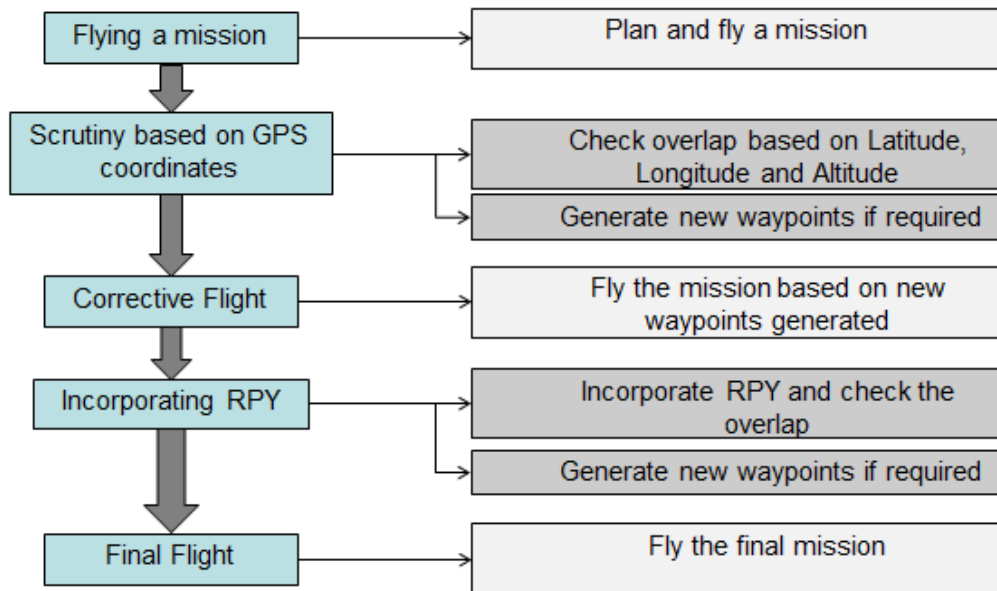 Flying a mission
Plan and fly a mission
Scrutiny based on GPS
coordinates
Check overlap based on Latitude,
Longitude and Altitude
Generate new waypoints if required
Corrective Flight
Fly the mission based on new
waypoints generated
Incorporating RPY
Incorporate RPY and check the
overlap
Generate new waypoints if required
Final Flight
Fly the final mission